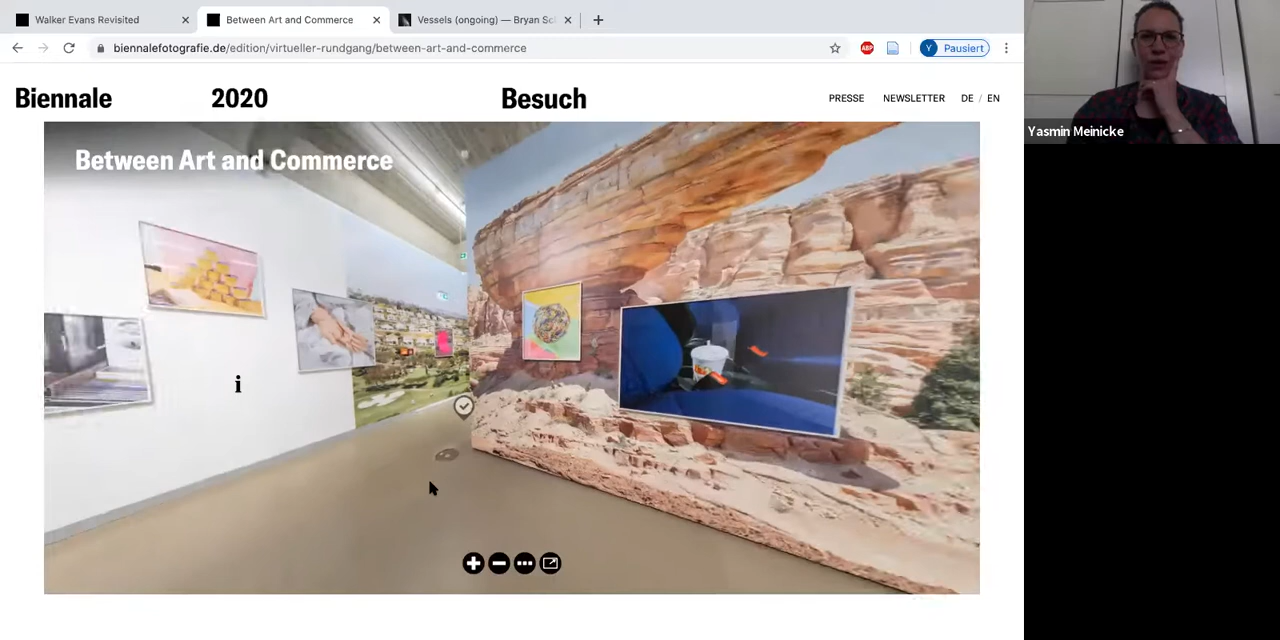 Walker Evans Revisited
Between Art and Commerce
Vessels (ongoing) — Bryan Sc
biennalefotografie.de/edition/virtueller-rundgang/between-art-and-commerce
ABP
Y Pausiert
Biennale 2020 Besuch PRESSE NEWSLETTER DE / EN
Between Art and Commerce
i
Yasmin Meinicke